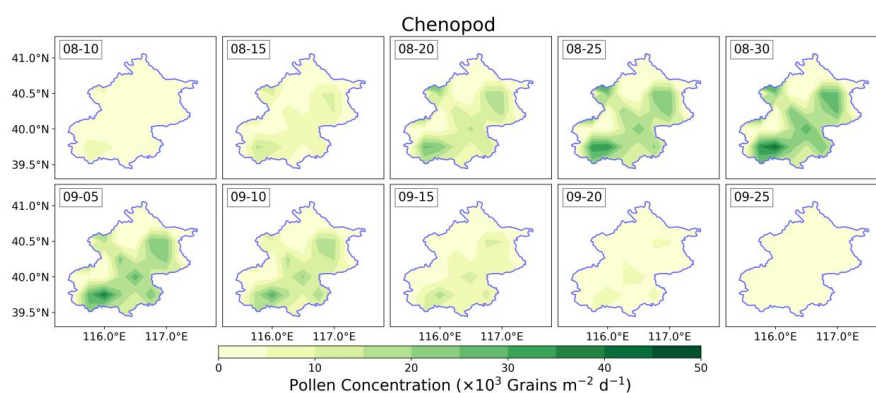 Chenopod
08-10
08-15
08-20
08-25
08-30
41.0°N
40.5°N
40.0°N
39.5°N
09-05
09-10
09-15
09-20
09-25
41.0°N
40.5°N
40.0°N
39.5°N
116.0°E 117.0°E 116.0°E 117.0°E 116.0°E 117.0°E 116.0°E 117.0°E 116.0°E 117.0°E
0 10 20 30 40 50
Pollen Concentration (×10³ Grains m⁻² d⁻¹)